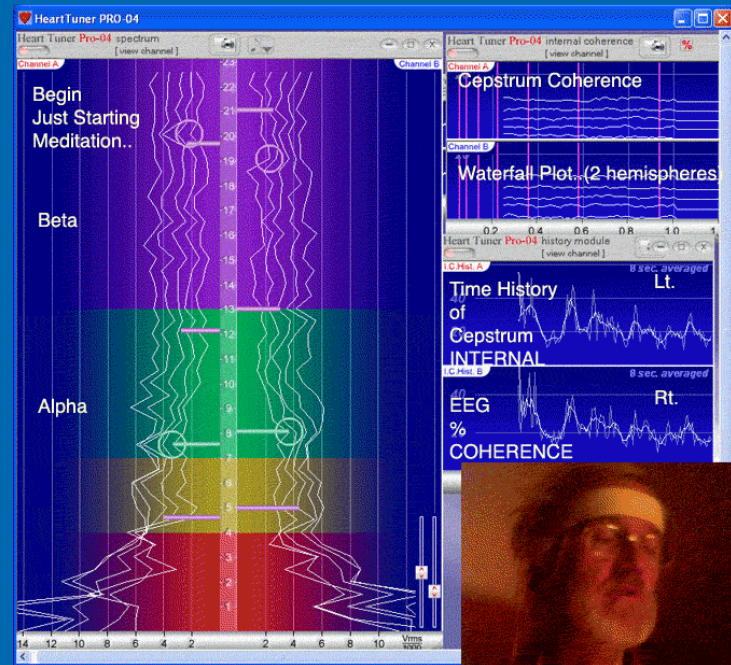 HeartTuner PRO-04
Heart Tuner Pro-04 spectrum
[ view channel ]
Channel A
Channel B
Begin
Just Starting
Meditation..
Beta
Alpha
23
22
21
20
19
18
17
16
15
14
13
12
11
10
9
8
7
6
5
4
3
2
1
14 12 10 8 6 4 2 2 4 6 8 10 Vrms
1000
Heart Tuner Pro-04 internal coherence
[ view channel ]
%
Channel A
Cepstrum Coherence
Channel B
Waterfall Plot..(2 hemispheres)
0.2 0.4 0.6 0.8 1.0
Heart Tuner Pro-04 history module
[ view channel ]
I.C.Hist. A
8 sec. averaged
Time History
of
Cepstrum
INTERNAL
Lt.
40
I.C.Hist. B
8 sec. averaged
EEG
%
COHERENCE
Rt.
40